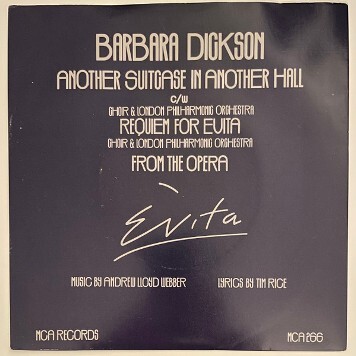 BARBARA DICKSON
ANOTHER SUITCASE IN ANOTHER HALL
C/W
CHOIR & LONDON PHILHARMONIC ORCHESTRA
REQUIEM FOR EVITA
CHOIR & LONDON PHILHARMONIC ORCHESTRA
FROM THE OPERA
Evita
MUSIC BY ANDREW LLOYD WEBBER LYRICS BY TIM RICE
MCA RECORDS MCA 266